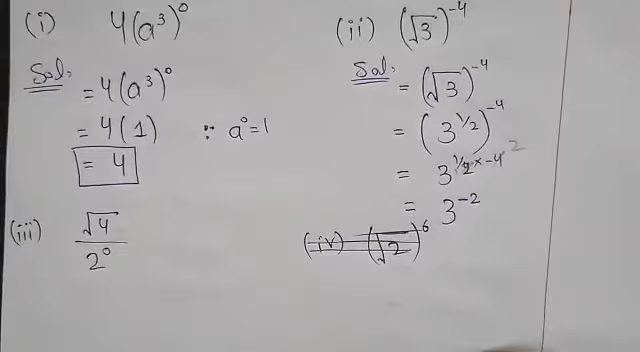 (i) 4(a³)⁰
Sol:
= 4(a³)⁰
= 4(1) ∵ a⁰=1
= 4
(ii) (√3)⁻⁴
Sol:
= (√3)⁻⁴
= (3^1/2)⁻⁴
= 3^1/2 × -4 2
= 3⁻²
(iii) √4/2⁰
(iv) (√2)⁶